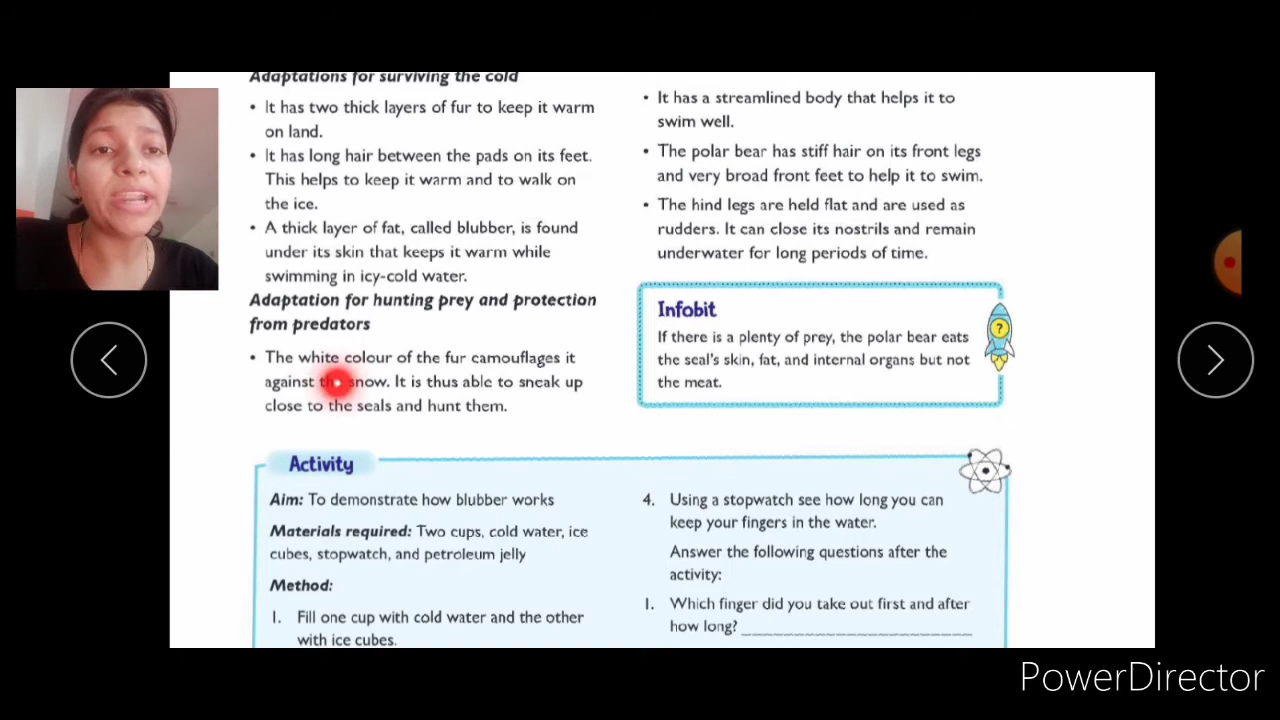 Adaptations for surviving the cold
• It has two thick layers of fur to keep it warm
on land.
• It has long hair between the pads on its feet.
This helps to keep it warm and to walk on
the ice.
• A thick layer of fat, called blubber, is found
under its skin that keeps it warm while
swimming in icy-cold water.
Adaptation for hunting prey and protection
from predators
• The white colour of the fur camouflages it
against the snow. It is thus able to sneak up
close to the seals and hunt them.
• It has a streamlined body that helps it to
swim well.
• The polar bear has stiff hair on its front legs
and very broad front feet to help it to swim.
• The hind legs are held flat and are used as
rudders. It can close its nostrils and remain
underwater for long periods of time.
Infobit
If there is a plenty of prey, the polar bear eats
the seal's skin, fat, and internal organs but not
the meat.
?
Activity
Aim: To demonstrate how blubber works
Materials required: Two cups, cold water, ice
cubes, stopwatch, and petroleum jelly
Method:
1. Fill one cup with cold water and the other
with ice cubes.
4. Using a stopwatch see how long you can
keep your fingers in the water.
Answer the following questions after the
activity:
1. Which finger did you take out first and after
how long? ____________________
PowerDirector